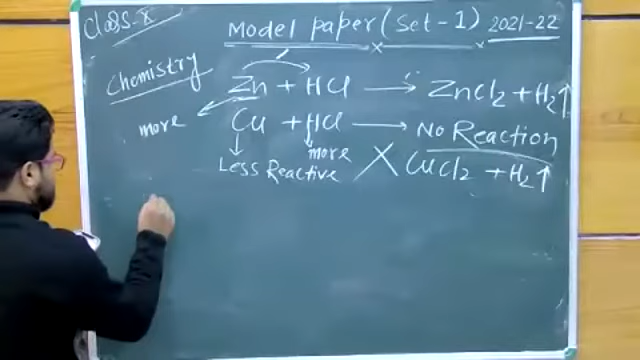 Class-X
Model paper (Set-1) 2021-22
Chemistry
Zn + HCl → ZnCl2 + H2↑
more
Cu + HCl → No Reaction
more
Less Reactive
X CuCl2 + H2↑